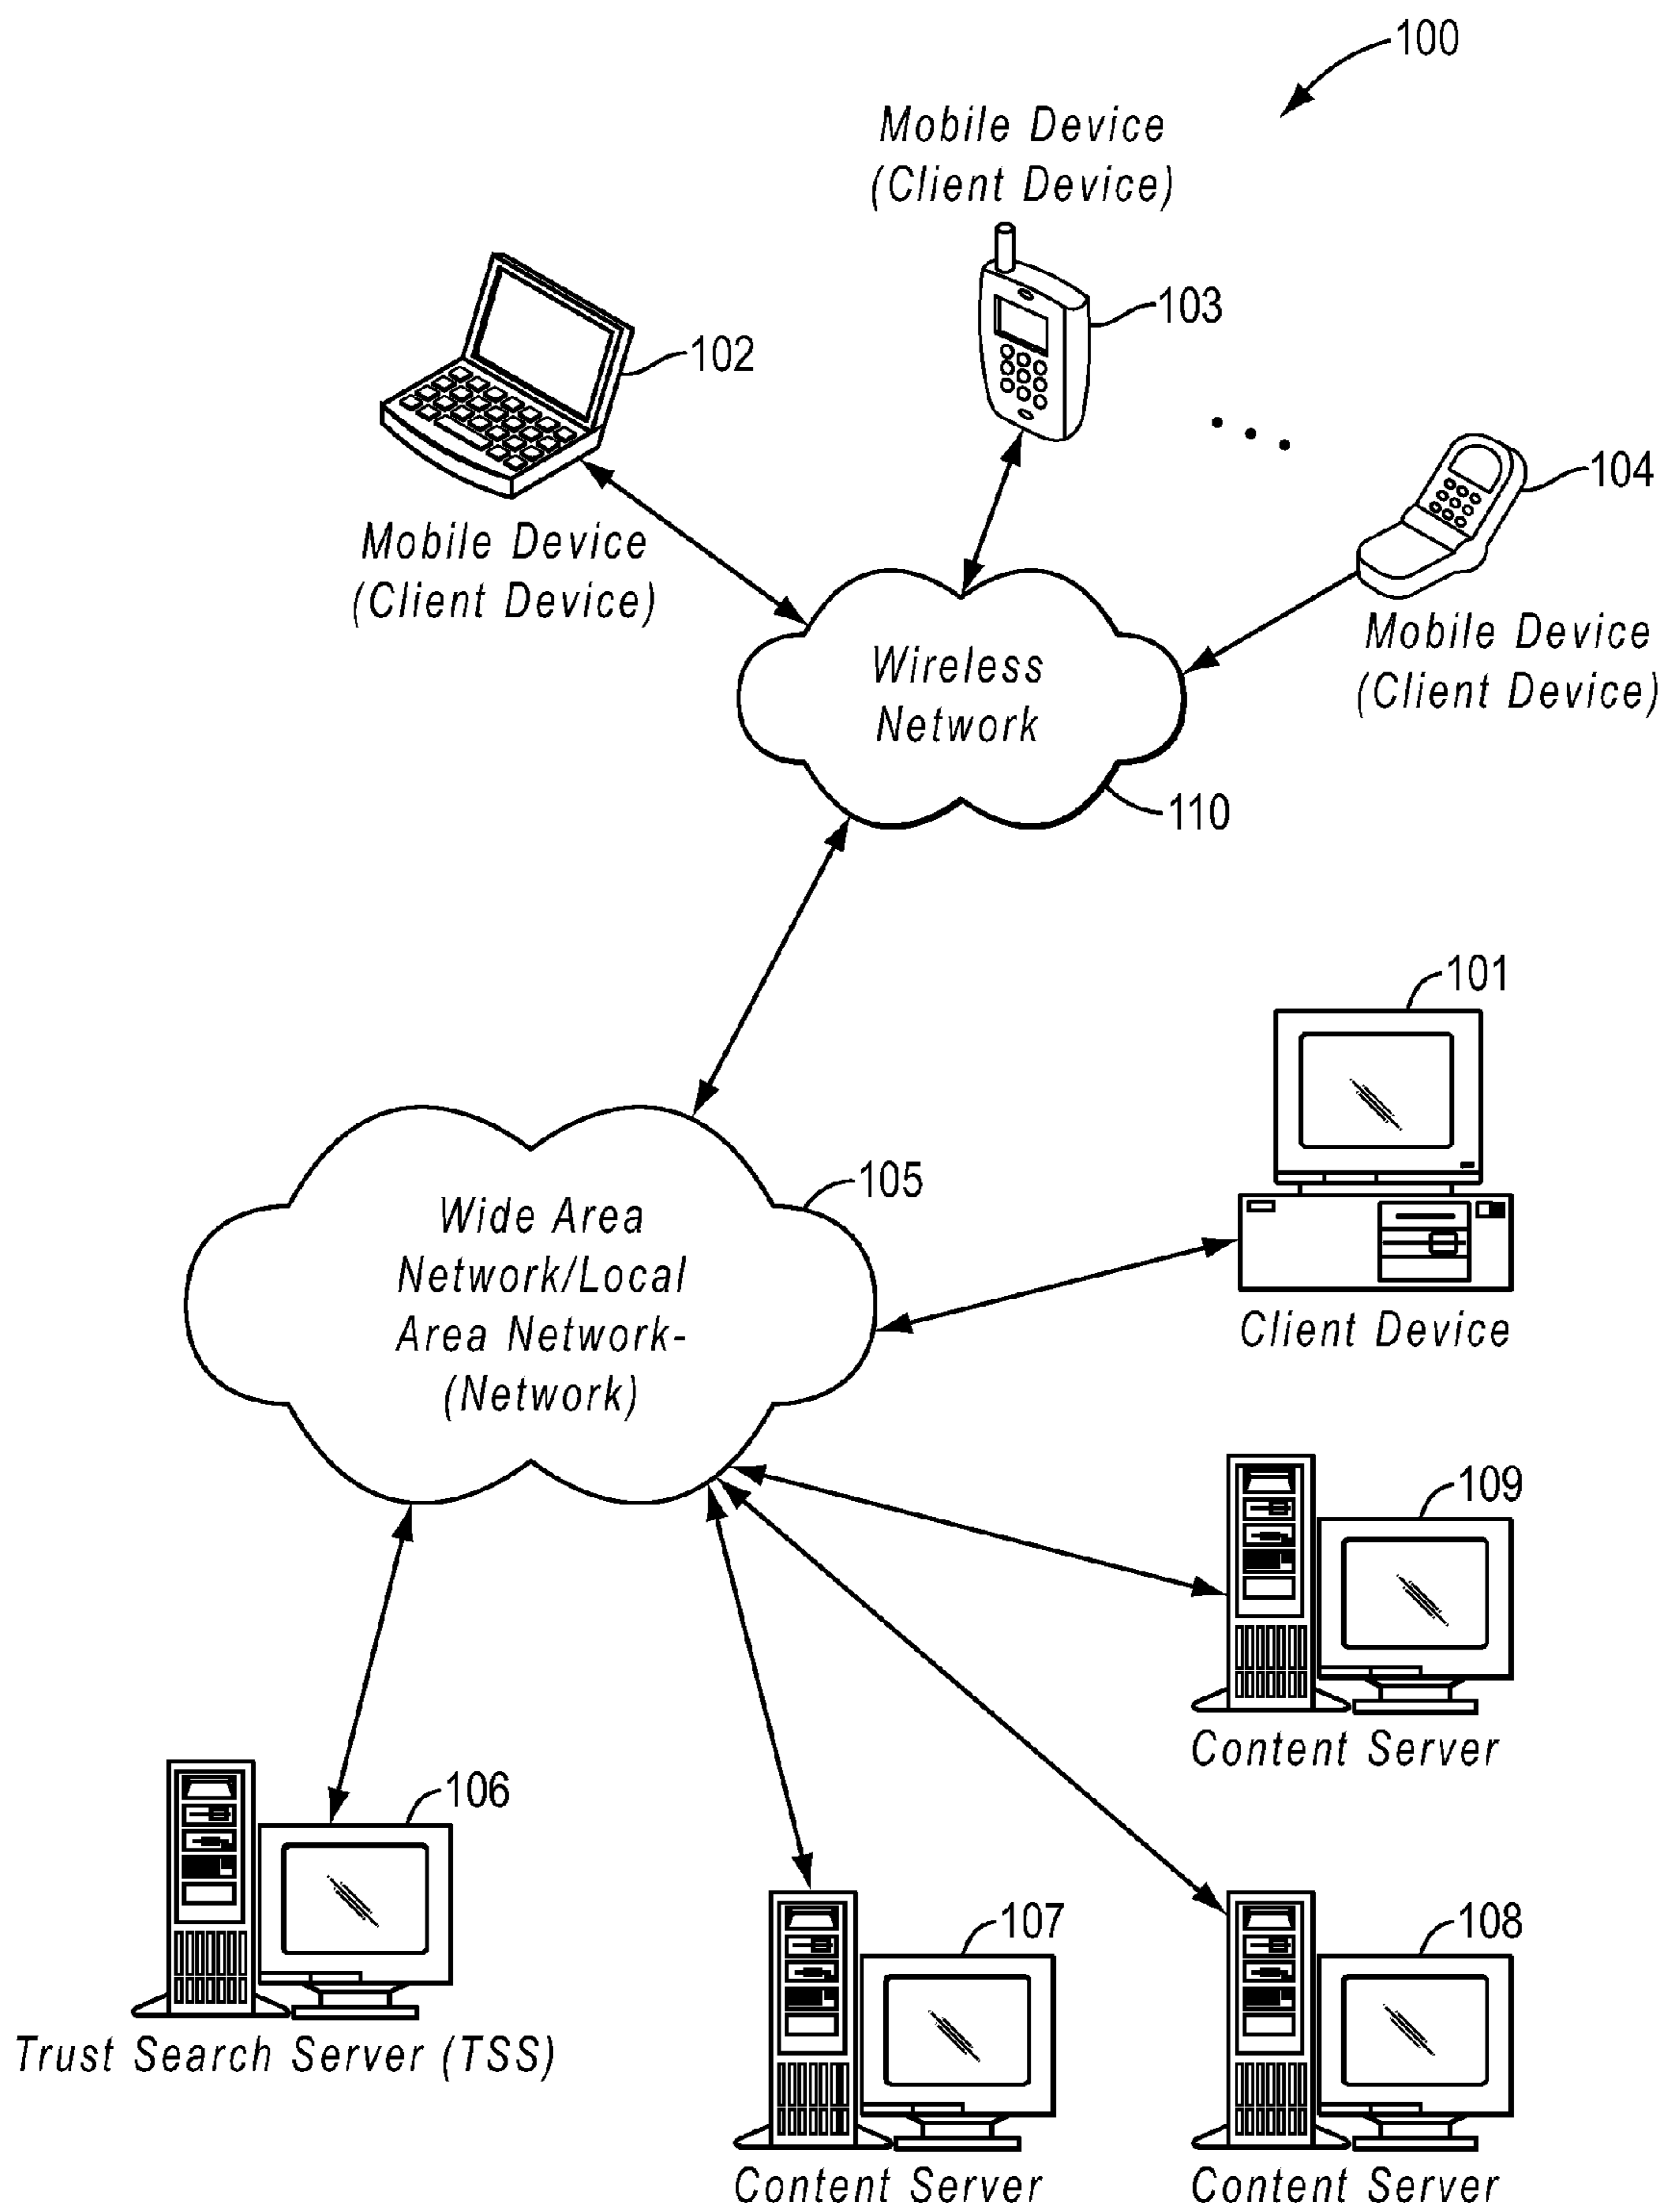 100
Mobile Device
(Client Device)
103
102
104
Mobile Device
(Client Device)
Mobile Device
(Client Device)
Wireless
Network
110
101
105
Wide Area
Network/Local
Area Network-
(Network)
Client Device
109
Content Server
106
Trust Search Server (TSS)
107
108
Content Server
Content Server